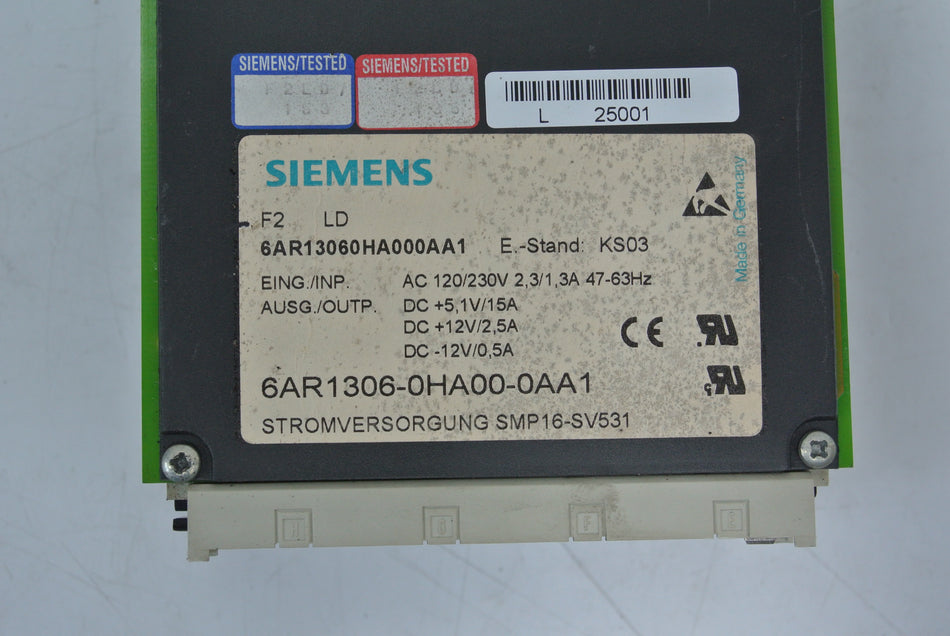 SIEMENS/TESTED
F2LD/
183
SIEMENS/TESTED
L 25001
SIEMENS
F2 LD
6AR13060HA000AA1 E.-Stand: KS03
EING./INP. AC 120/230V 2,3/1,3A 47-63Hz
AUSG./OUTP. DC +5,1V/15A
DC +12V/2,5A
DC -12V/0,5A
6AR1306-0HA00-0AA1
STROMVERSORGUNG SMP16-SV531
Made in Germany
CE